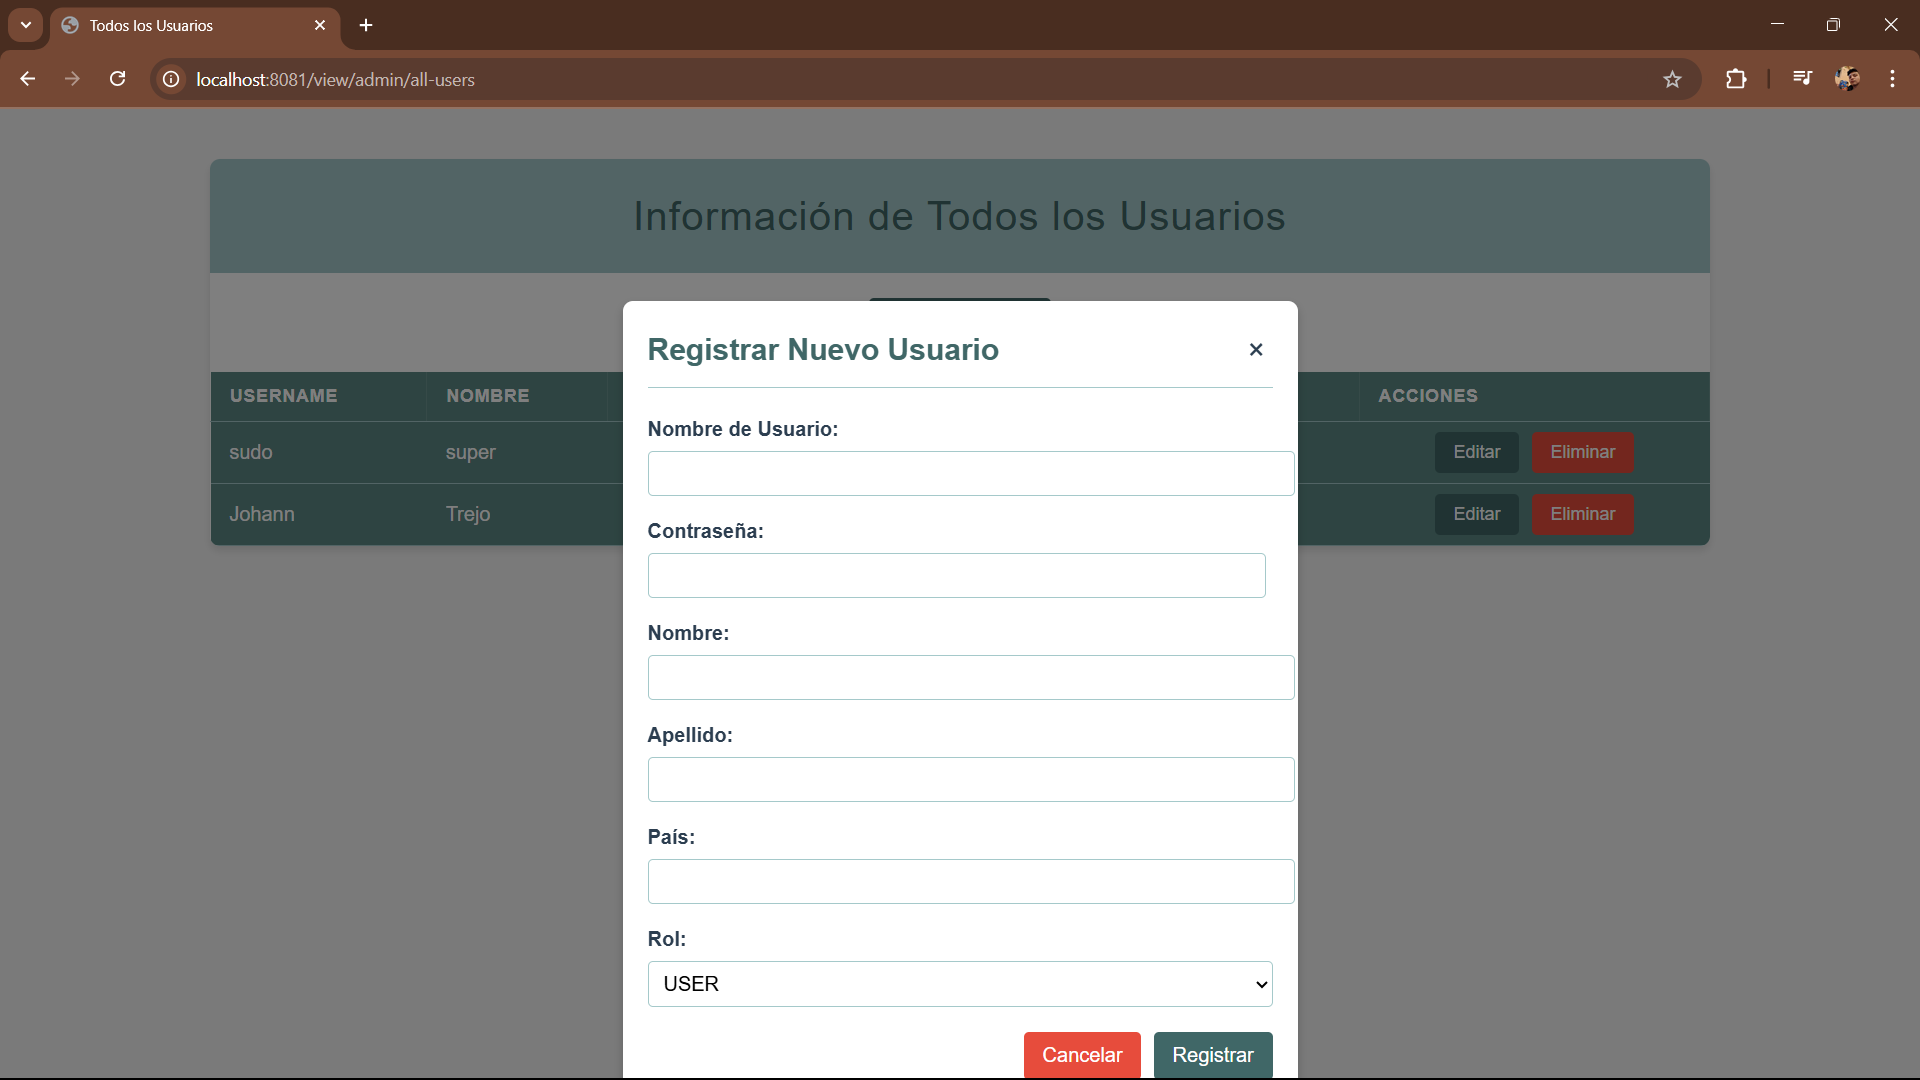 Todos los Usuarios
localhost:8081/view/admin/all-users
Información de Todos los Usuarios
Registrar Nuevo Usuario
USERNAME NOMBRE ACCIONES
sudo super Editar Eliminar
Johann Trejo Editar Eliminar
Nombre de Usuario:
Contraseña:
Nombre:
Apellido:
País:
Rol:
USER
Cancelar Registrar